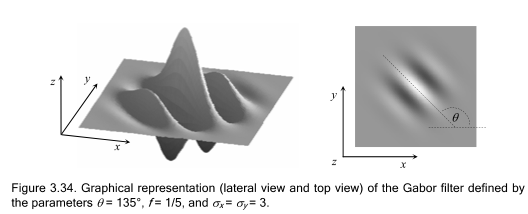 z
y
x
y
z
x
θ
Figure 3.34. Graphical representation (lateral view and top view) of the Gabor filter defined by
the parameters θ = 135°, f = 1/5, and σx = σy = 3.